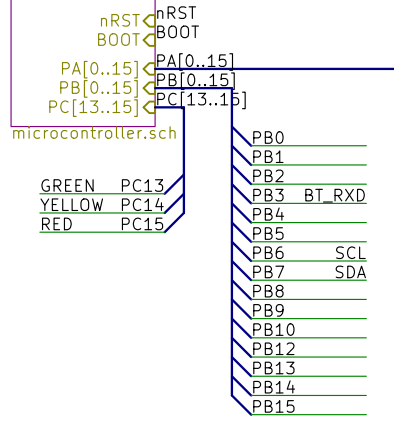 nRST nRST
BOOT BOOT
PA[0..15] PA[0..15]
PB[0..15] PB[0..15]
PC[13..15] PC[13..15]
microcontroller.sch
PB0
PB1
PB2
GREEN PC13
PB3 BT_RXD
YELLOW PC14
PB4
RED PC15
PB5
PB6 SCL
PB7 SDA
PB8
PB9
PB10
PB12
PB13
PB14
PB15